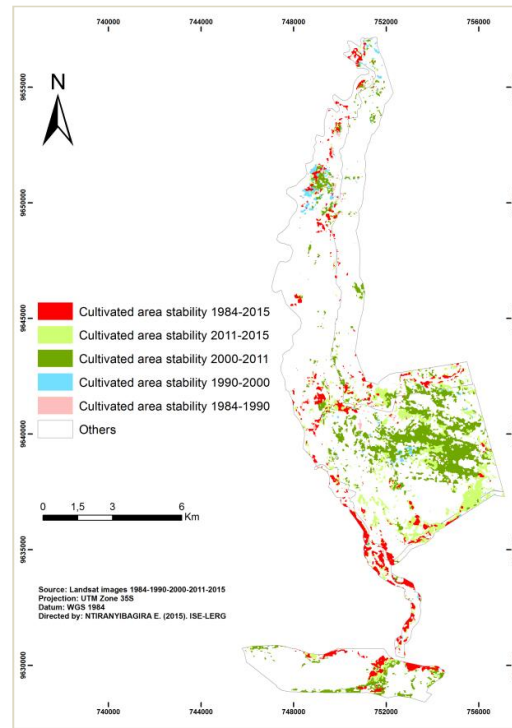 740000 744000 748000 752000 756000
N
9655000
9650000
9645000
9640000
9635000
9630000
Cultivated area stability 1984-2015
Cultivated area stability 2011-2015
Cultivated area stability 2000-2011
Cultivated area stability 1990-2000
Cultivated area stability 1984-1990
Others
0 1,5 3 6
Km
Source: Landsat images 1984-1990-2000-2011-2015
Projection: UTM Zone 35S
Datum: WGS 1984
Directed by: NTIRANYIBAGIRA E. (2015). ISE-LERG
740000 744000 748000 752000 756000